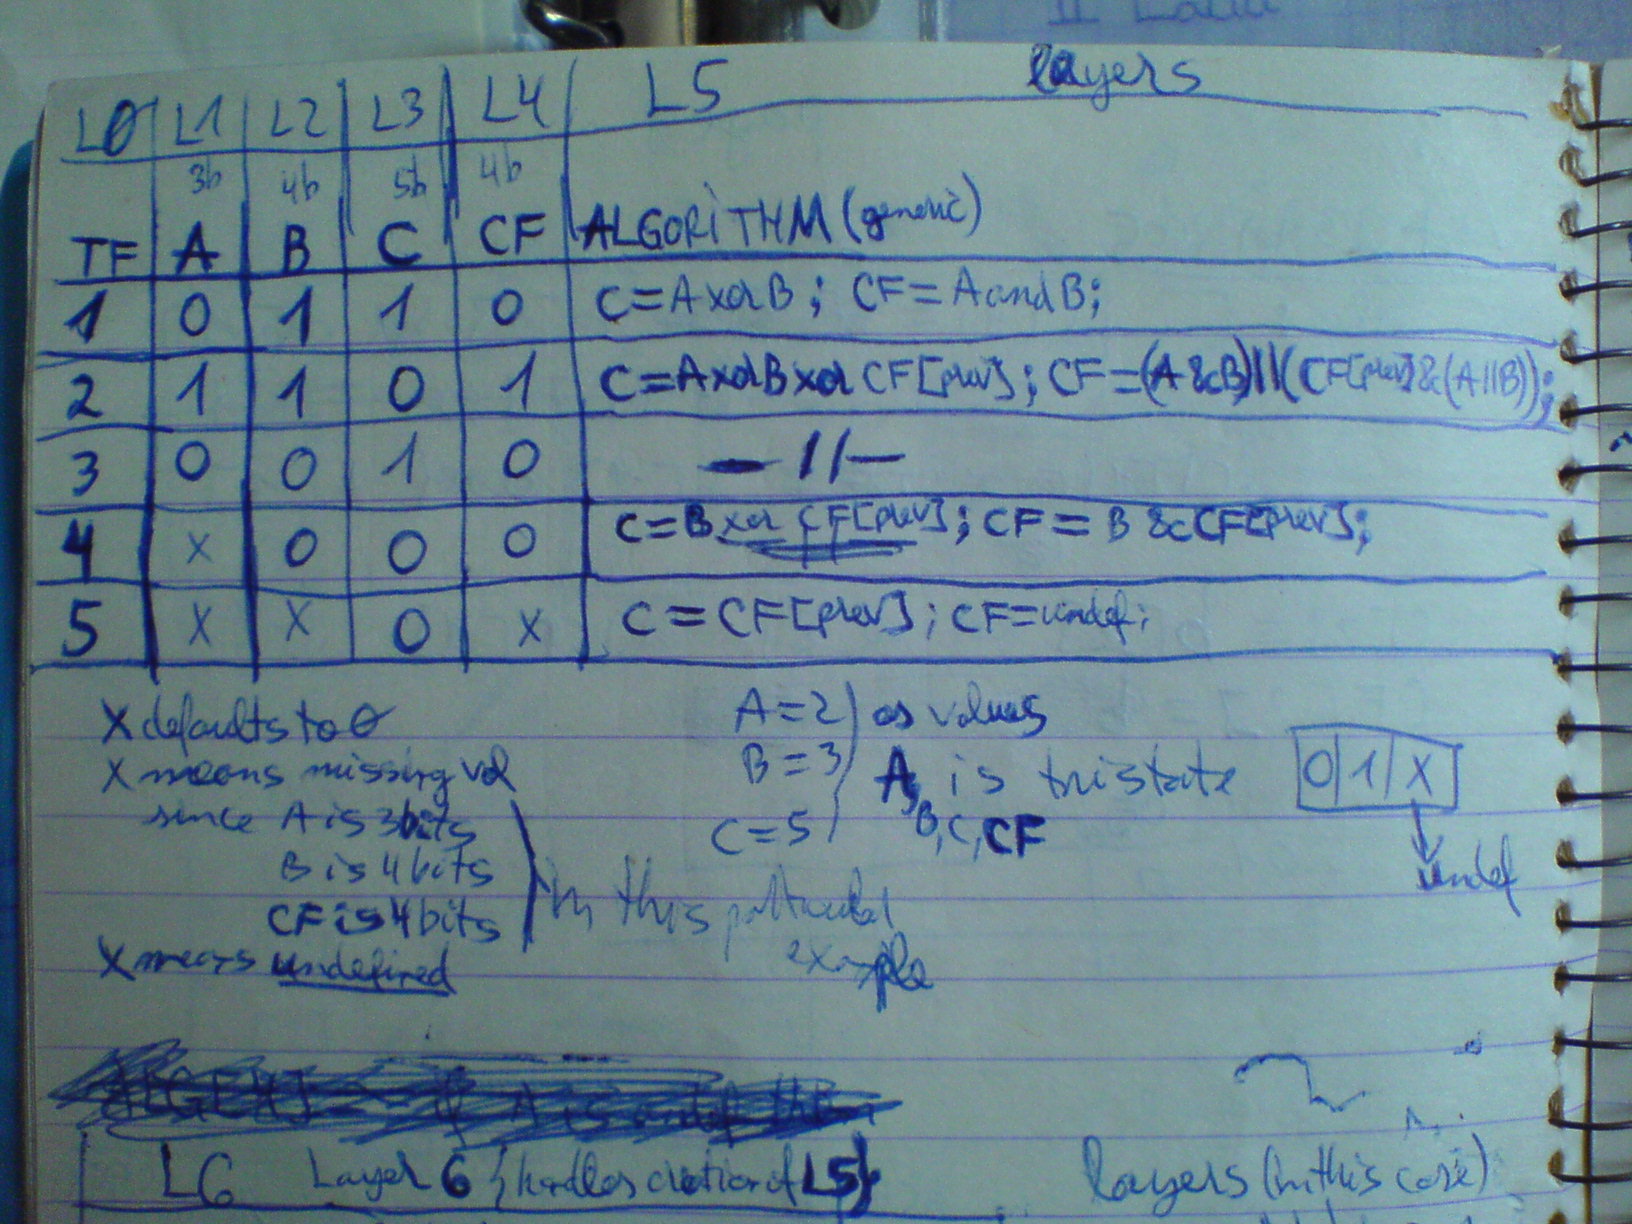 L0 L1 L2 L3 L4 L5 layers
3b 4b 5b 4b
TF A B C CF ALGORITHM (generic)
1 0 1 1 0 C=A xor B; CF=A and B;
2 1 1 0 1 C=A xor B xor CF[prev]; CF=(A&B)||(CF[prev]&(A||B));
3 0 0 1 0 —//—
4 X 0 0 0 C=B xor CF[prev]; CF=B & CF[prev];
5 X X 0 X C=CF[prev]; CF=undef;
X defaults to 0 A=2 as values
X means missing val B=3 A, is tristate 0|1|X
since A is 3bits C=5 B, C, CF
B is 4 bits undef
CF is 4 bits in this particular
X means undefined example
L6 Layer 6 {handles creation of L5} layers (in this case)